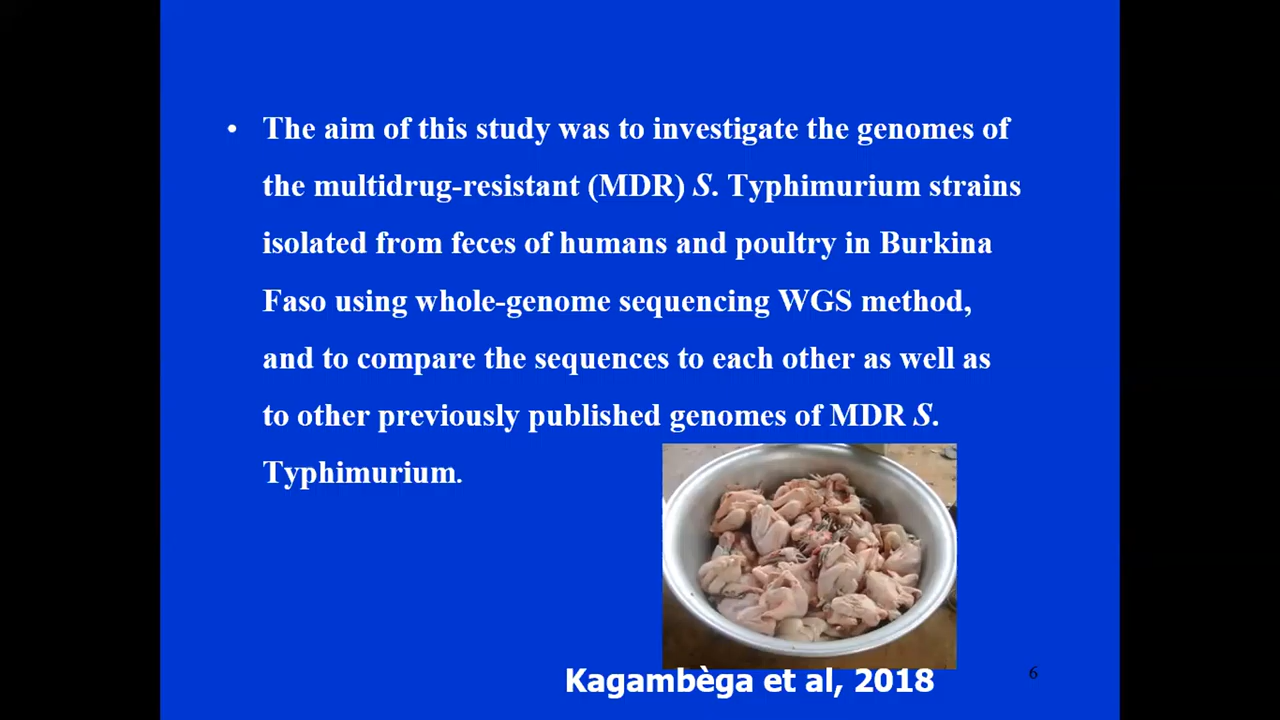 • The aim of this study was to investigate the genomes of
the multidrug-resistant (MDR) S. Typhimurium strains
isolated from feces of humans and poultry in Burkina
Faso using whole-genome sequencing WGS method,
and to compare the sequences to each other as well as
to other previously published genomes of MDR S.
Typhimurium.
Kagambèga et al, 2018
6